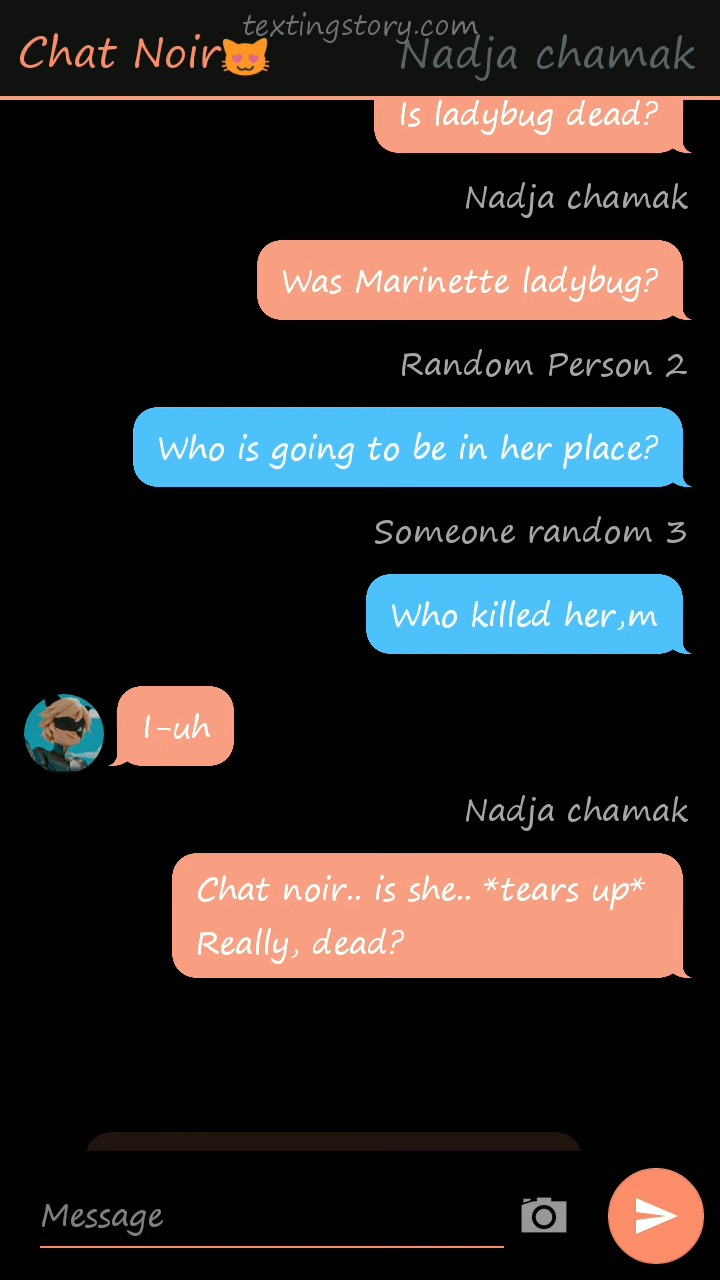 textingstory.com
Chat Noir😻 Nadja chamak
Is ladybug dead?
Nadja chamak
Was Marinette ladybug?
Random Person 2
Who is going to be in her place?
Someone random 3
Who killed her,m
I-uh
Nadja chamak
Chat noir.. is she.. *tears up*
Really, dead?
Message